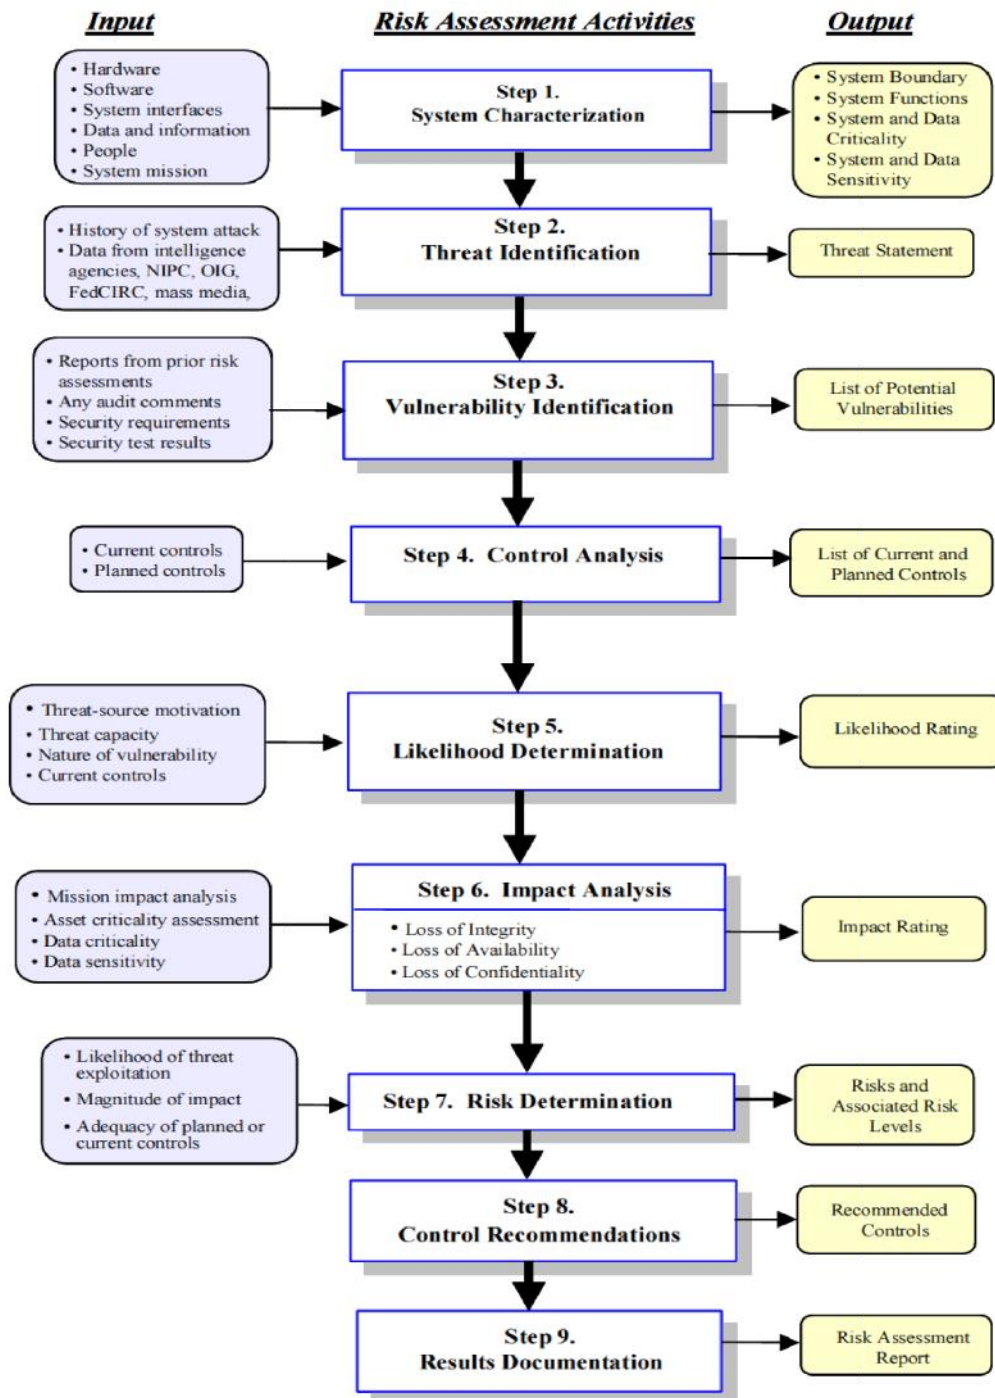 Input
Risk Assessment Activities
Output
• Hardware
• Software
• System interfaces
• Data and information
• People
• System mission
Step 1.
System Characterization
• System Boundary
• System Functions
• System and Data
Criticality
• System and Data
Sensitivity
• History of system attack
• Data from intelligence
agencies, NIPC, OIG,
FedCIRC, mass media,
Step 2.
Threat Identification
Threat Statement
• Reports from prior risk
assessments
• Any audit comments
• Security requirements
• Security test results
Step 3.
Vulnerability Identification
List of Potential
Vulnerabilities
• Current controls
• Planned controls
Step 4. Control Analysis
List of Current and
Planned Controls
• Threat-source motivation
• Threat capacity
• Nature of vulnerability
• Current controls
Step 5.
Likelihood Determination
Likelihood Rating
• Mission impact analysis
• Asset criticality assessment
• Data criticality
• Data sensitivity
Step 6. Impact Analysis
• Loss of Integrity
• Loss of Availability
• Loss of Confidentiality
Impact Rating
• Likelihood of threat
exploitation
• Magnitude of impact
• Adequacy of planned or
current controls
Step 7. Risk Determination
Risks and
Associated Risk
Levels
Step 8.
Control Recommendations
Recommended
Controls
Step 9.
Results Documentation
Risk Assessment
Report